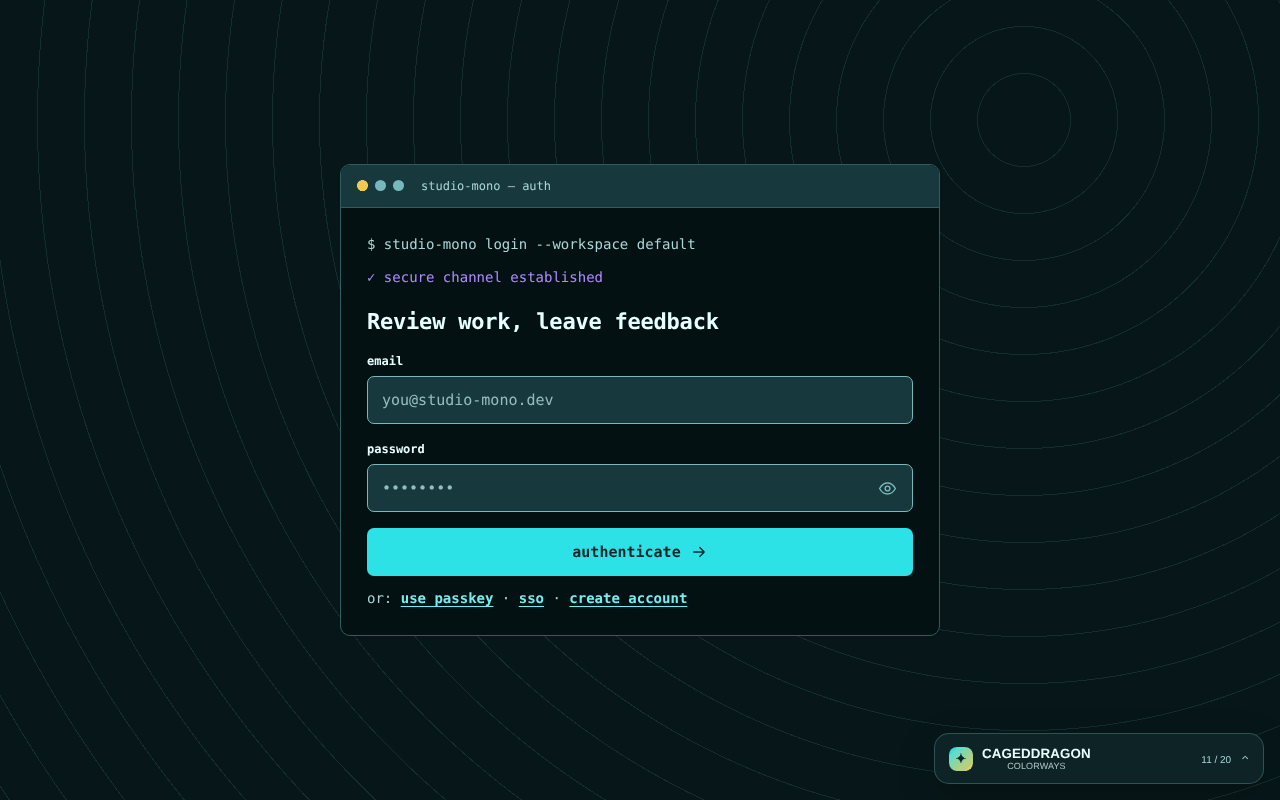 studio-mono — auth
$ studio-mono login --workspace default
✓ secure channel established
Review work, leave feedback
email
you@studio-mono.dev
password
••••••••
authenticate →
or: use passkey · sso · create account
CAGEDDRAGON
COLORWAYS
11 / 20